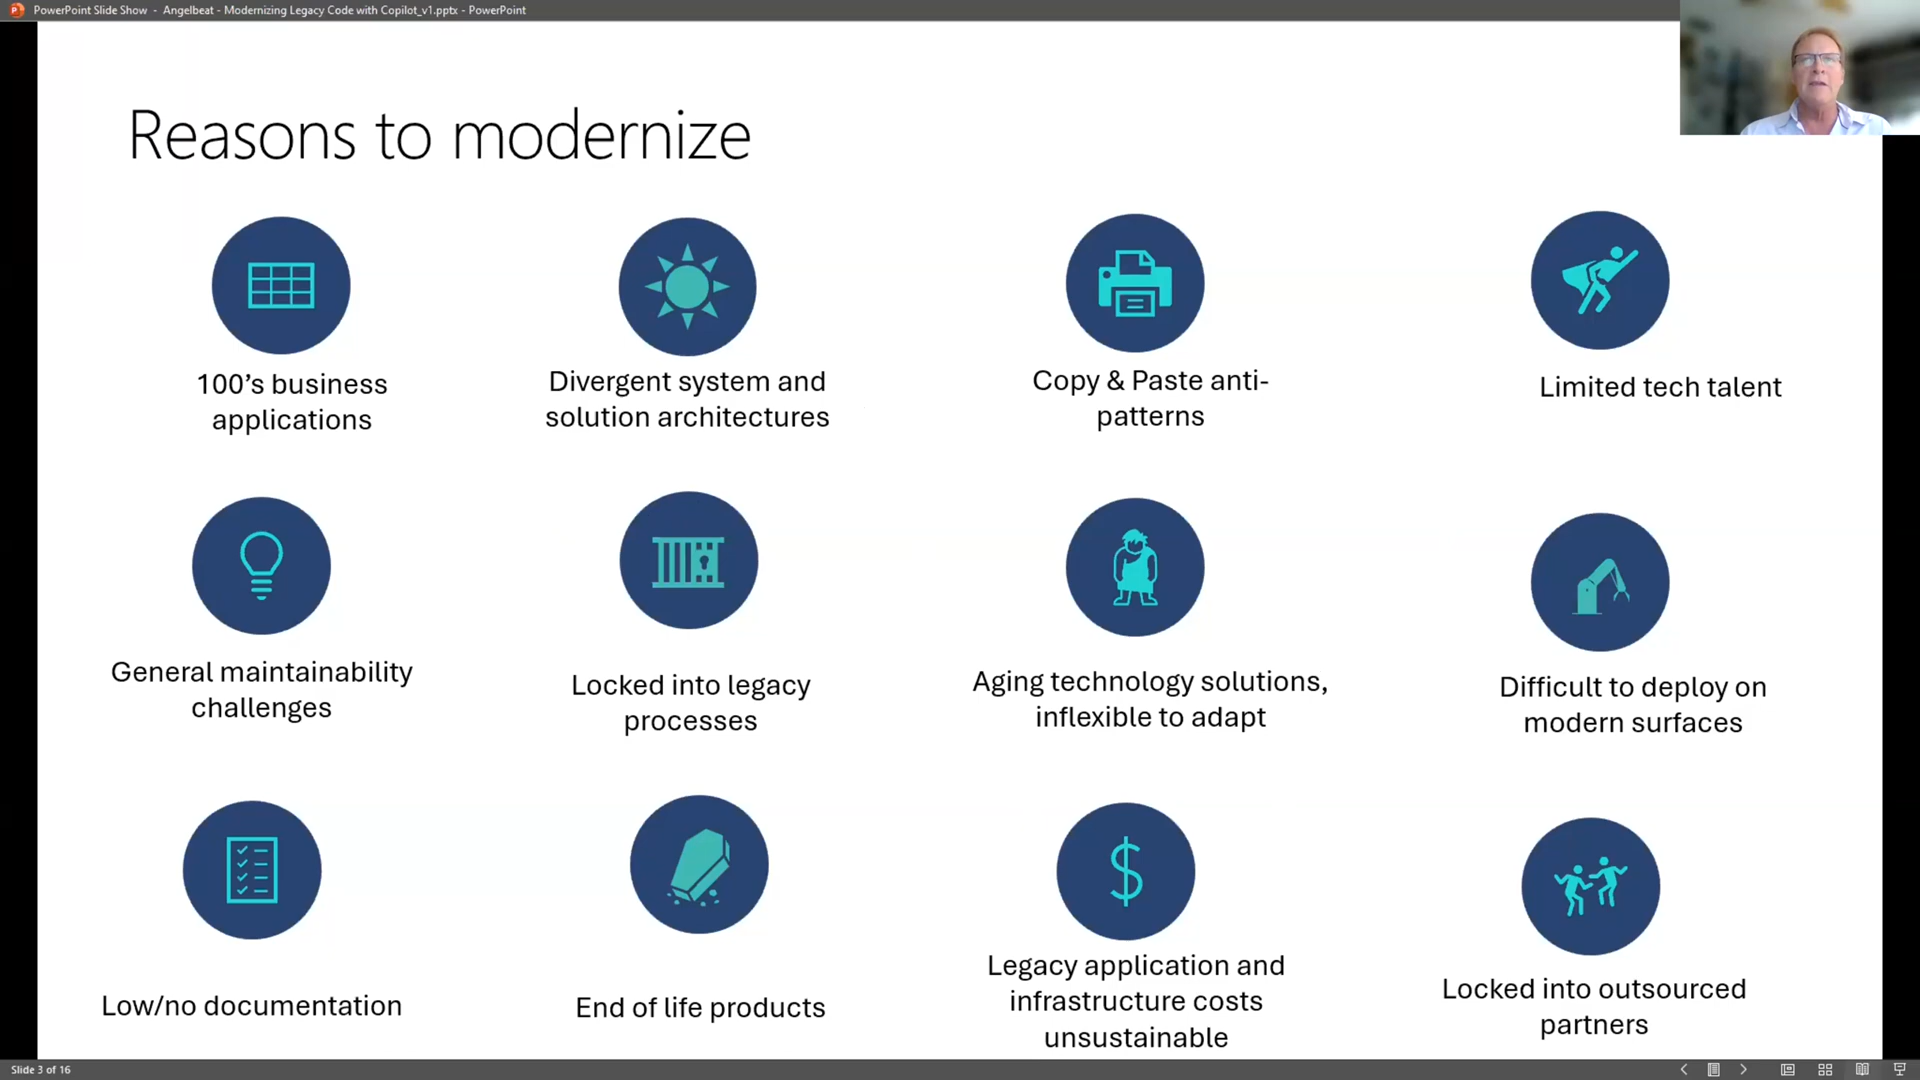 PowerPoint Slide Show - Angelbeat - Modernizing Legacy Code with Copilot_v1.pptx - PowerPoint
Reasons to modernize
100's business
applications
Divergent system and
solution architectures
Copy & Paste anti-
patterns
Limited tech talent
General maintainability
challenges
Locked into legacy
processes
Aging technology solutions,
inflexible to adapt
Difficult to deploy on
modern surfaces
Low/no documentation
End of life products
Legacy application and
infrastructure costs
unsustainable
Locked into outsourced
partners
Slide 3 of 16